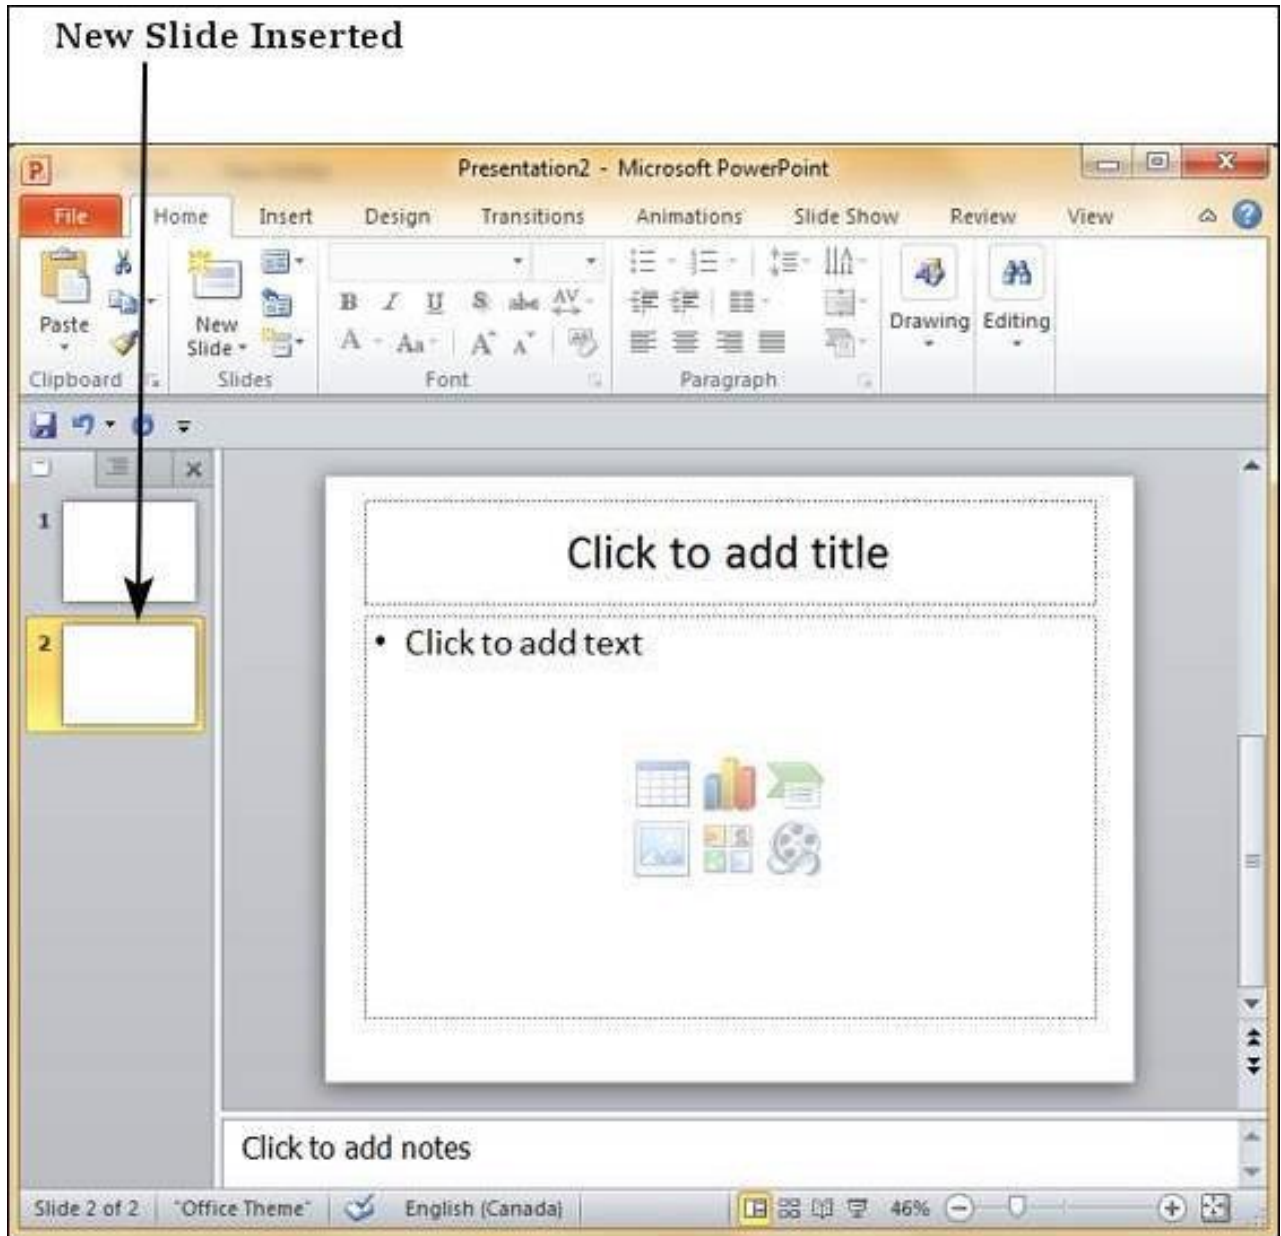 New Slide Inserted
Presentation2 - Microsoft PowerPoint
File Home Insert Design Transitions Animations Slide Show Review View
Paste
New
Slide
Drawing Editing
Clipboard Slides Font Paragraph
1
2
Click to add title
• Click to add text
Click to add notes
Slide 2 of 2 "Office Theme" English (Canada) 46%